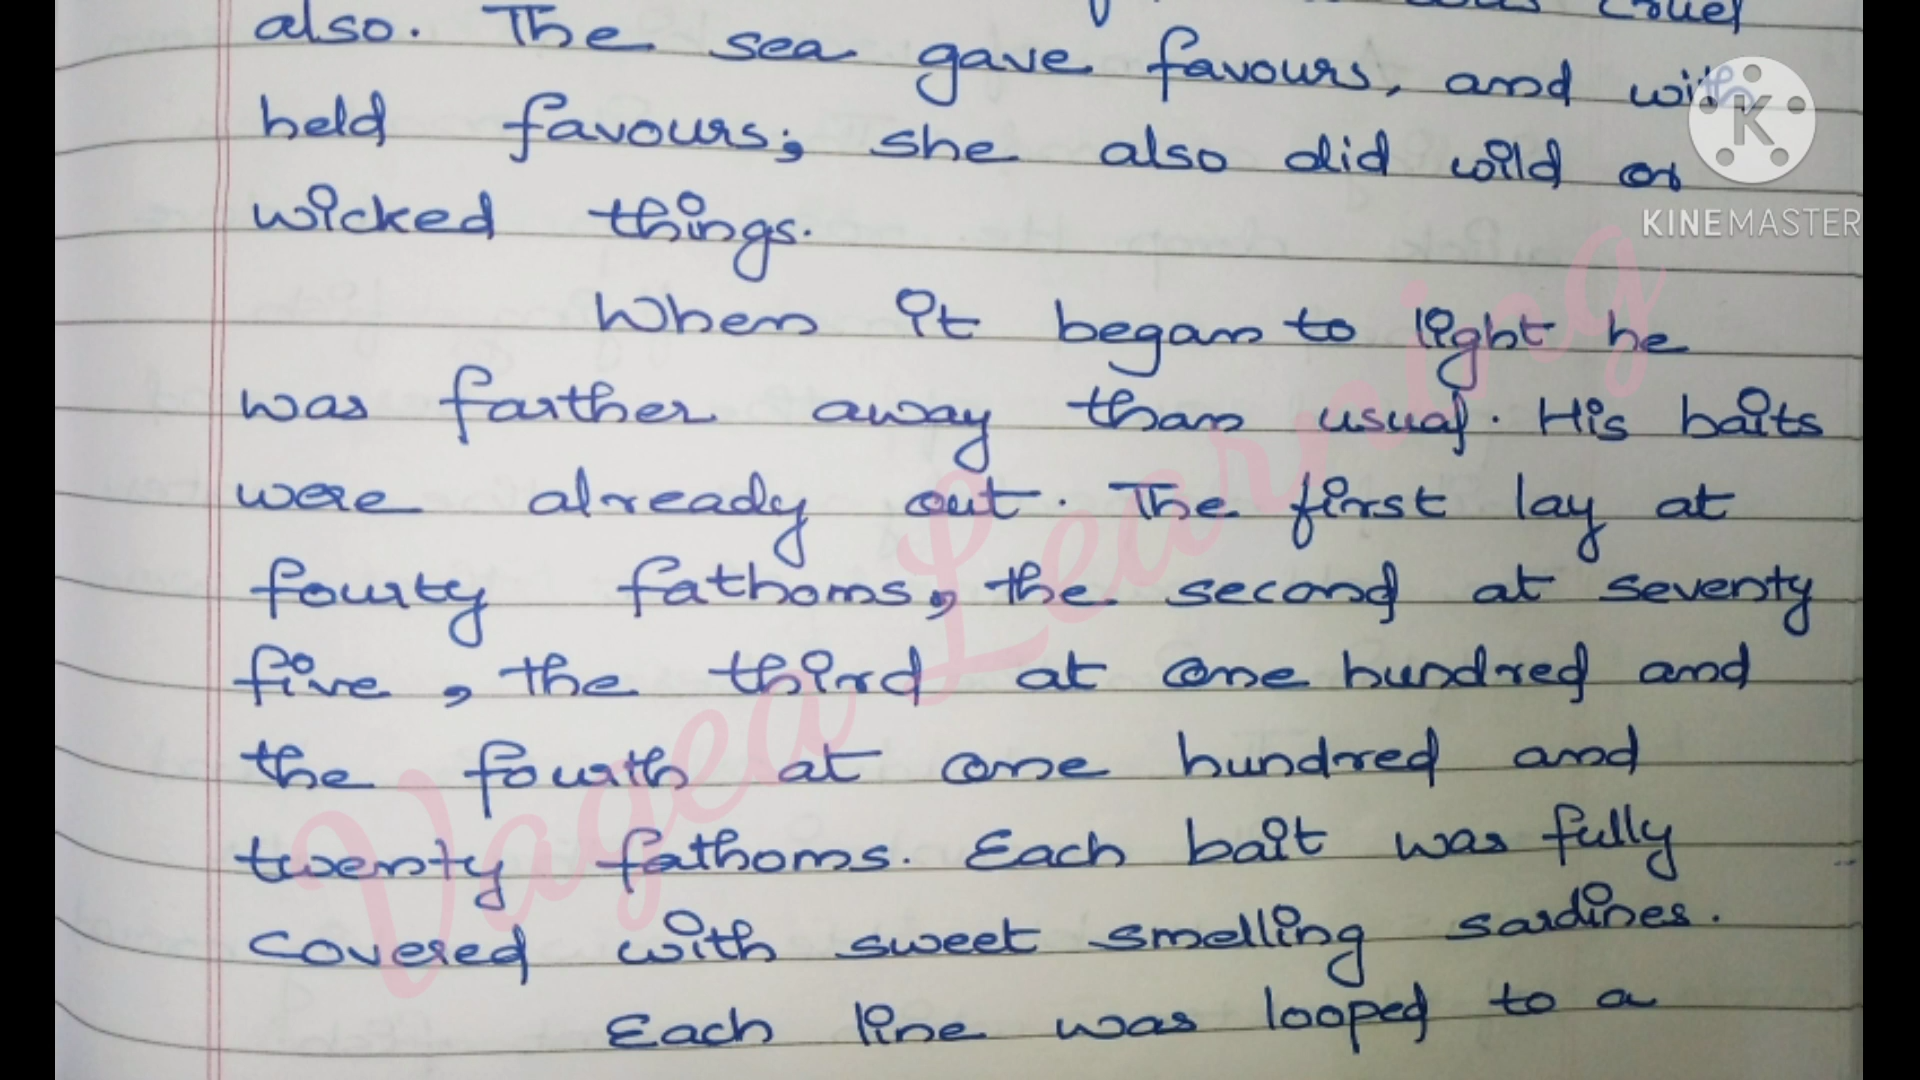 cruel
also. The sea gave favours, and with
held favours; she also did wild or
wicked things.
KINEMASTER
When it began to light he
was farther away than usual. His baits
were already out. The first lay at
fourty fathoms, the second at seventy
five, the third at one hundred and
the fourth at one hundred and
twenty fathoms. Each bait was fully
covered with sweet smelling sardines.
Each line was looped to a
Vagea Learning